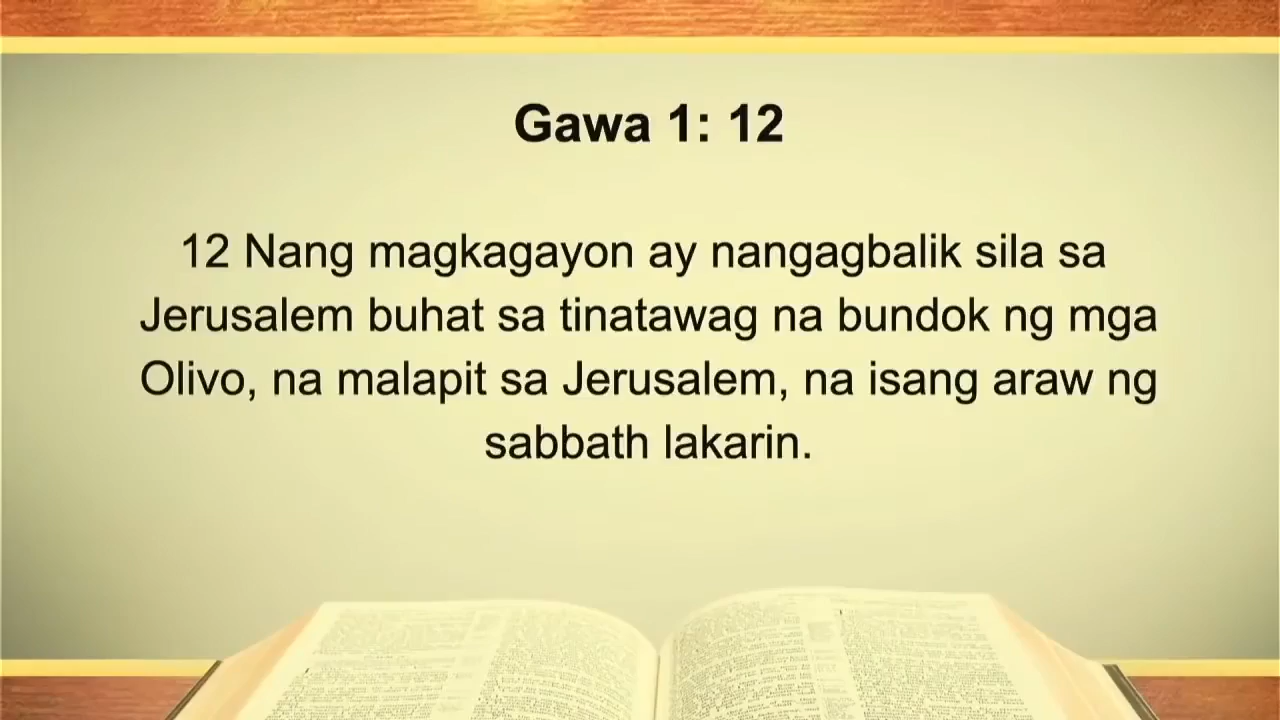 Gawa 1: 12
12 Nang magkagayon ay nangagbalik sila sa
Jerusalem buhat sa tinatawag na bundok ng mga
Olivo, na malapit sa Jerusalem, na isang araw ng
sabbath lakarin.